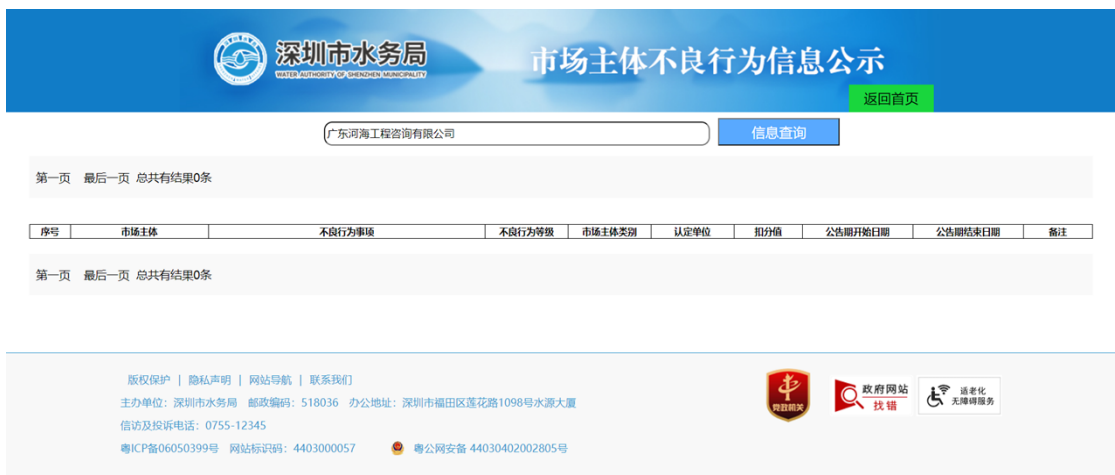 深圳市水务局
WATER AUTHORITY OF SHENZHEN MUNICIPALITY
市场主体不良行为信息公示
返回首页
广东河海工程咨询有限公司
信息查询
第一页 最后一页 总共有结果0条
序号 市场主体 不良行为事项 不良行为等级 市场主体类别 认定单位 扣分值 公告期开始日期 公告期结束日期 备注
第一页 最后一页 总共有结果0条
版权保护 | 隐私声明 | 网站导航 | 联系我们
主办单位：深圳市水务局 邮政编码：518036 办公地址：深圳市福田区莲花路1098号水源大厦
信访及投诉电话：0755-12345
粤ICP备06050399号 网站标识码：4403000057 粤公网安备 44030402002805号
党政机关
政府网站
找错
适老化
无障碍服务